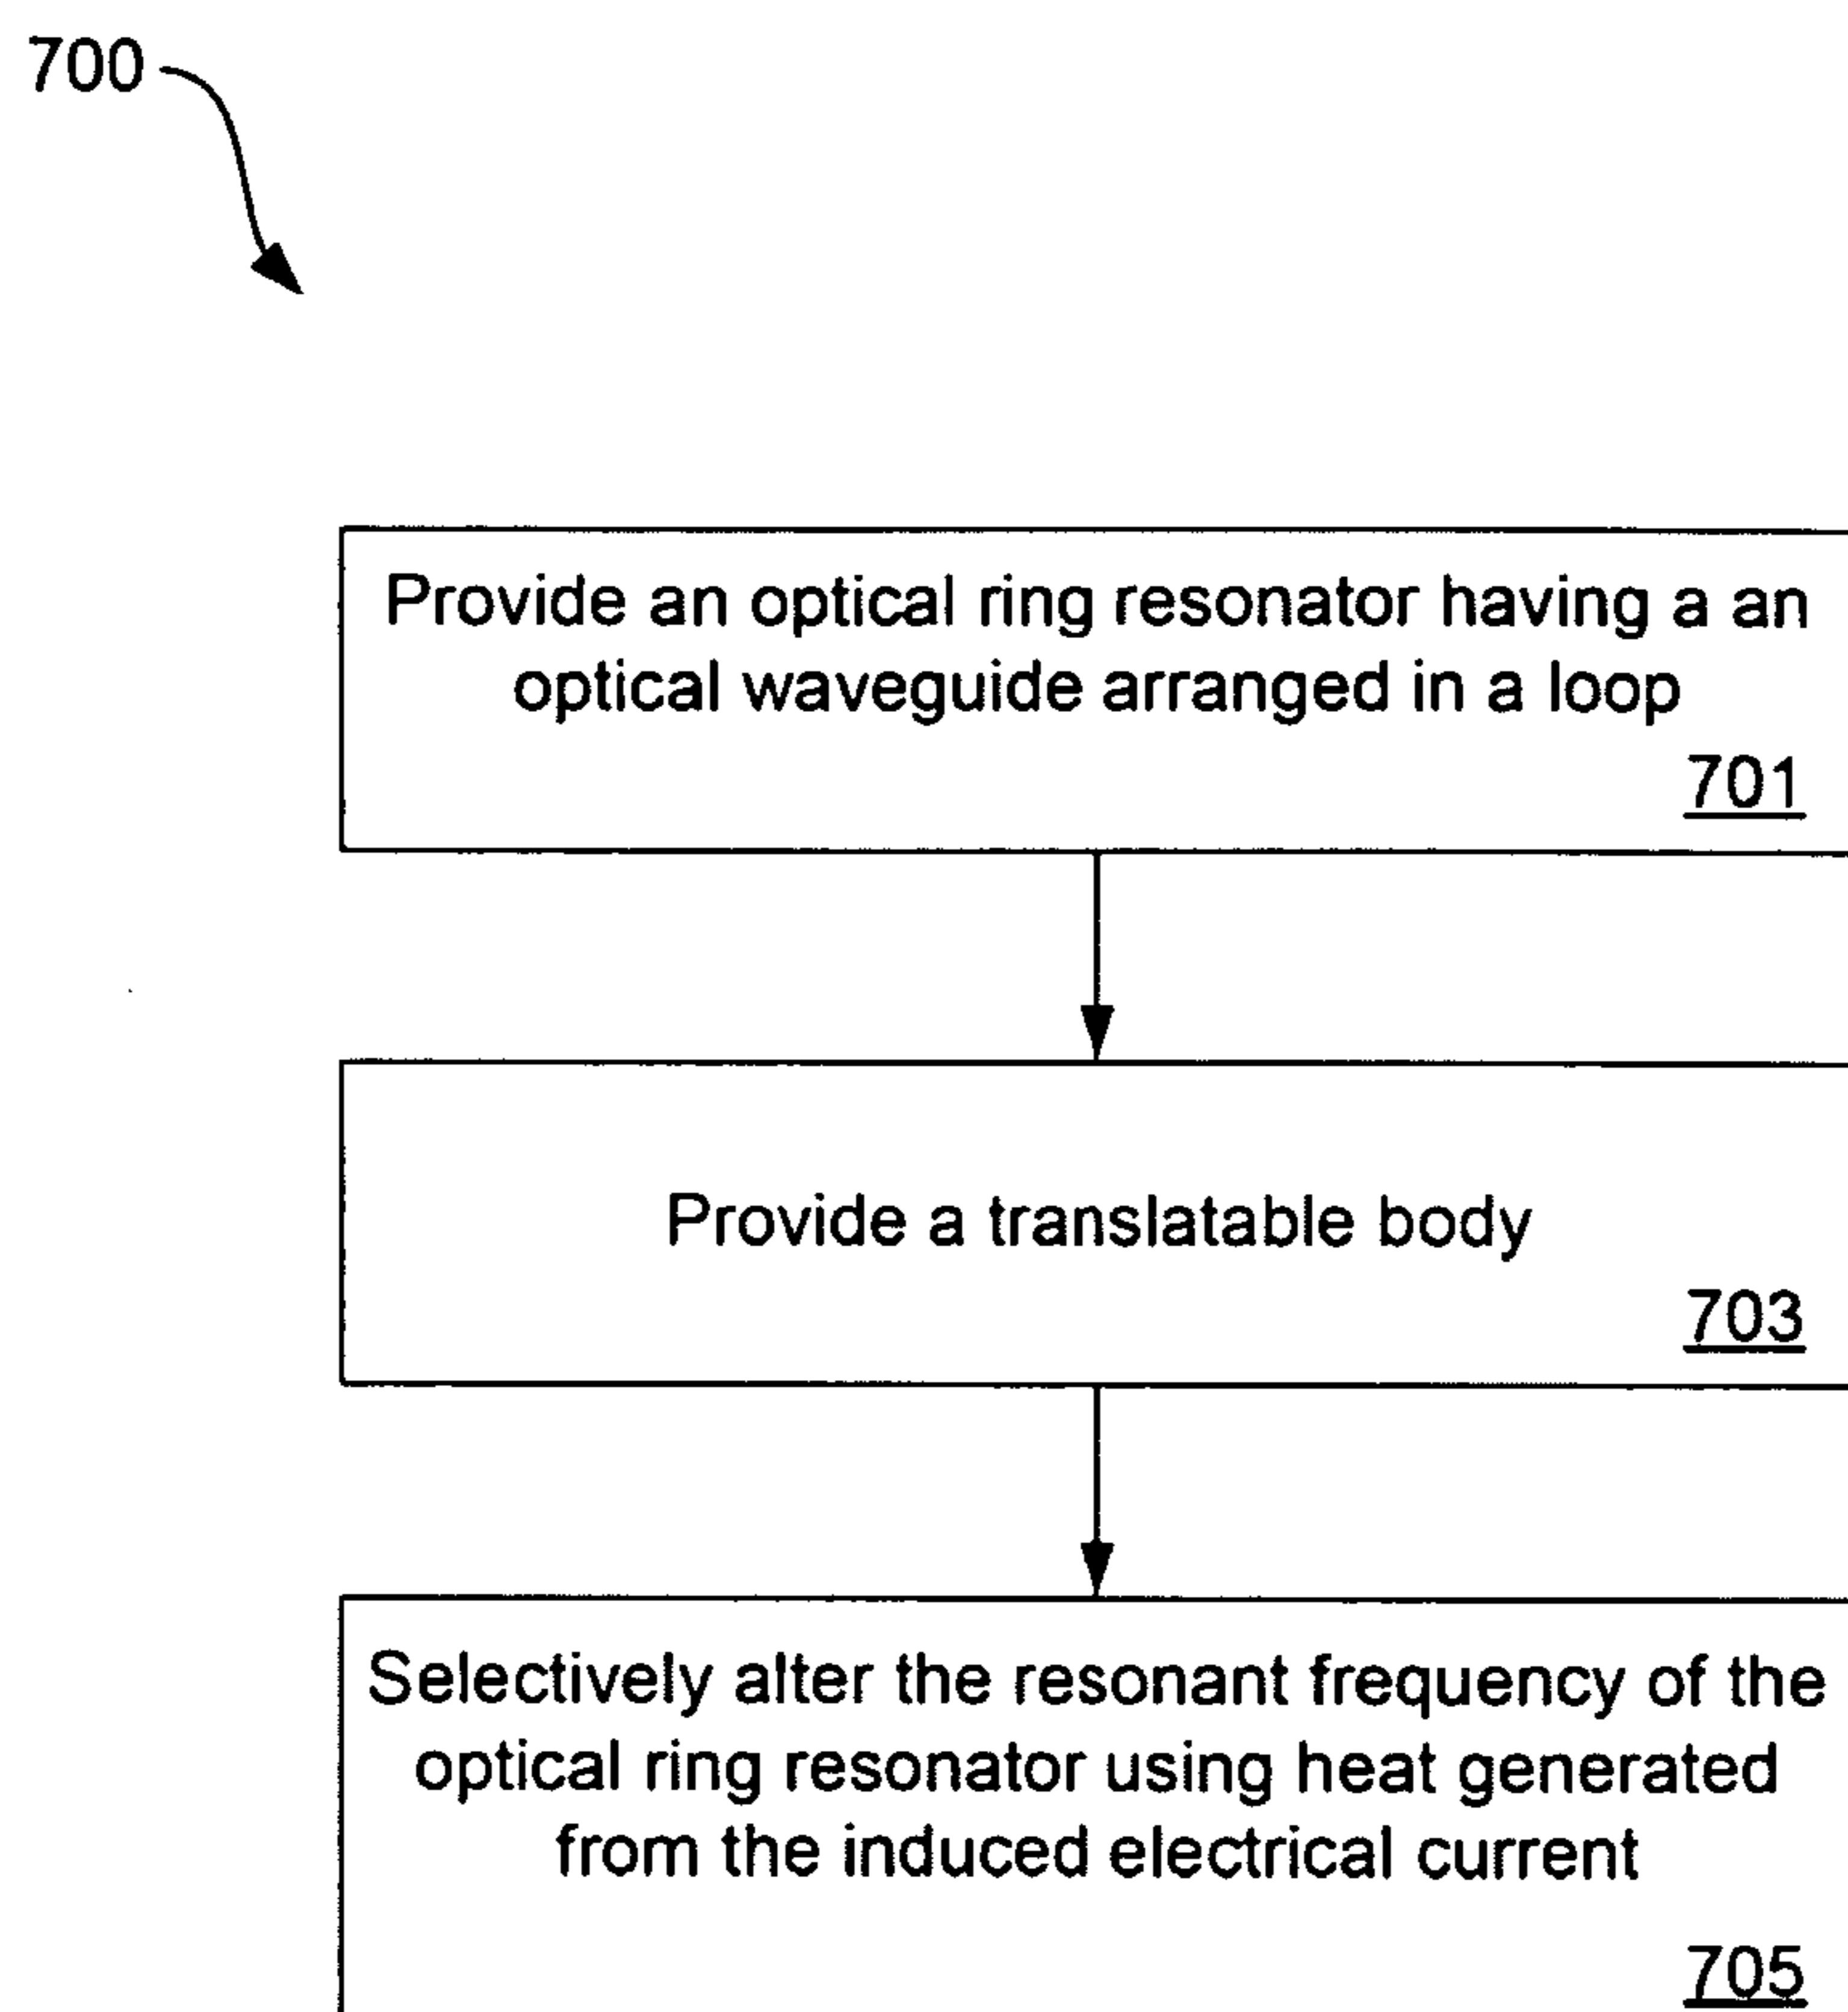 700
Provide an optical ring resonator having a an
optical waveguide arranged in a loop
701
Provide a translatable body
703
Selectively alter the resonant frequency of the
optical ring resonator using heat generated
from the induced electrical current
705